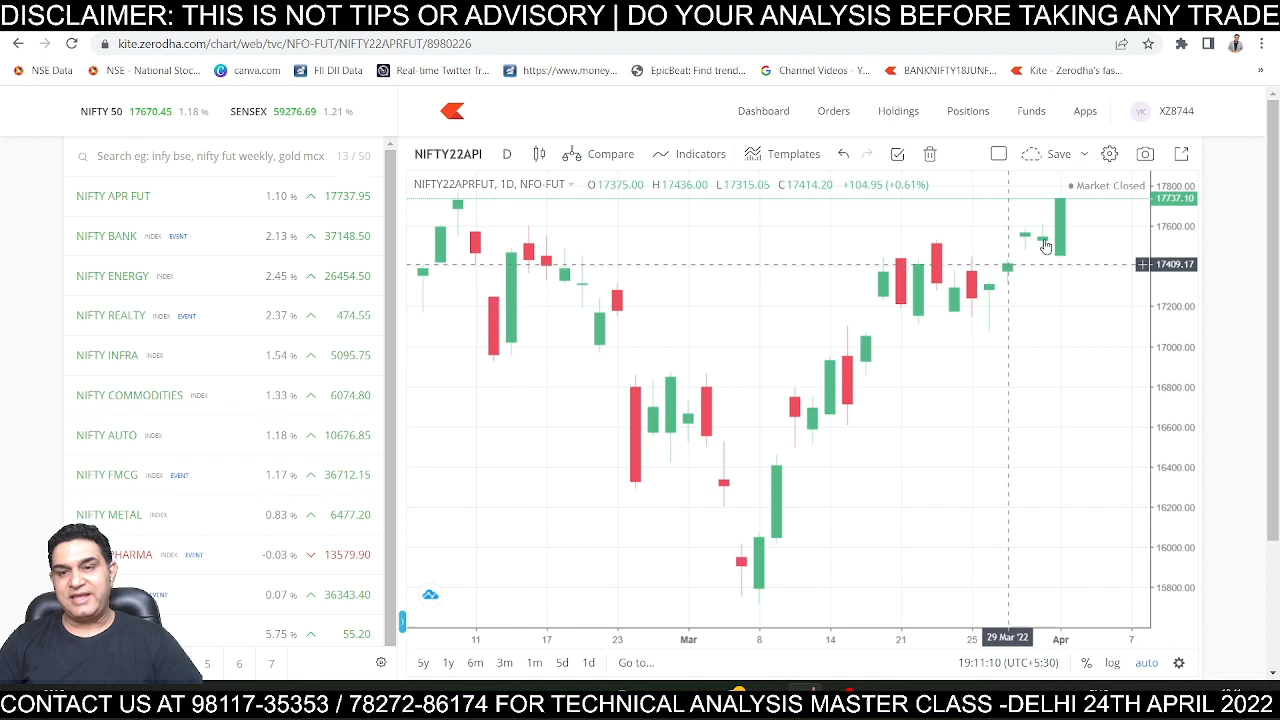 DISCLAIMER: THIS IS NOT TIPS OR ADVISORY | DO YOUR ANALYSIS BEFORE TAKING ANY TRADE
kite.zerodha.com/chart/web/tvc/NFO-FUT/NIFTY22APRFUT/8980226
NSE Data NSE - National Stoc... canva.com FII DII Data Real-time Twitter Tr... https://www.money... EpicBeat: Find trend... Channel Videos - Y... BANKNIFTY18JUNF... Kite - Zerodha's fas... »
NIFTY 50 17670.45 1.18 % SENSEX 59276.69 1.21 %
Dashboard Orders Holdings Positions Funds Apps VK XZ8744
Search eg: infy bse, nifty fut weekly, gold mcx 13 / 50
NIFTY22API D Compare Indicators Templates Save
NIFTY22APRFUT, 1D, NFO-FUT O17375.00 H17436.00 L17315.05 C17414.20 +104.95 (+0.61%) Market Closed
NIFTY APR FUT 1.10 % 17737.95
NIFTY BANK INDEX EVENT 2.13 % 37148.50
NIFTY ENERGY INDEX 2.45 % 26454.50
NIFTY REALTY INDEX EVENT 2.37 % 474.55
NIFTY INFRA INDEX 1.54 % 5095.75
NIFTY COMMODITIES INDEX 1.33 % 6074.80
NIFTY AUTO INDEX 1.18 % 10676.85
NIFTY FMCG INDEX EVENT 1.17 % 36712.15
NIFTY METAL INDEX 0.83 % 6477.20
PHARMA INDEX EVENT -0.03 % 13579.90
EVENT 0.07 % 36343.40
5.75 % 55.20
5 6 7
17800.00
17737.10
17600.00
17409.17
17200.00
17000.00
16800.00
16600.00
16400.00
16200.00
16000.00
15800.00
11 17 23 Mar 8 14 21 25 29 Mar '22 Apr 7
5y 1y 6m 3m 1m 5d 1d Go to... 19:11:10 (UTC+5:30) % log auto
CONTACT US AT 98117-35353 / 78272-86174 FOR TECHNICAL ANALYSIS MASTER CLASS -DELHI 24TH APRIL 2022